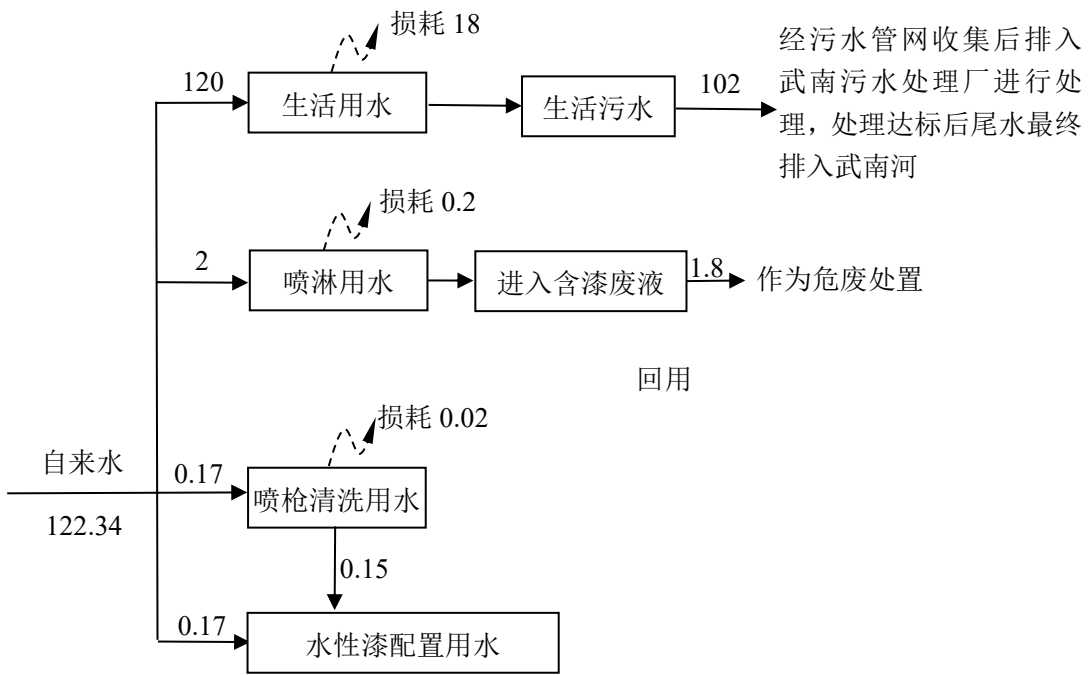 损耗 18
120
生活用水
生活污水
102
经污水管网收集后排入
武南污水处理厂进行处
理，处理达标后尾水最终
排入武南河
损耗 0.2
2
喷淋用水
进入含漆废液
1.8
作为危废处置
回用
损耗 0.02
自来水
122.34
0.17
喷枪清洗用水
0.15
0.17
水性漆配置用水